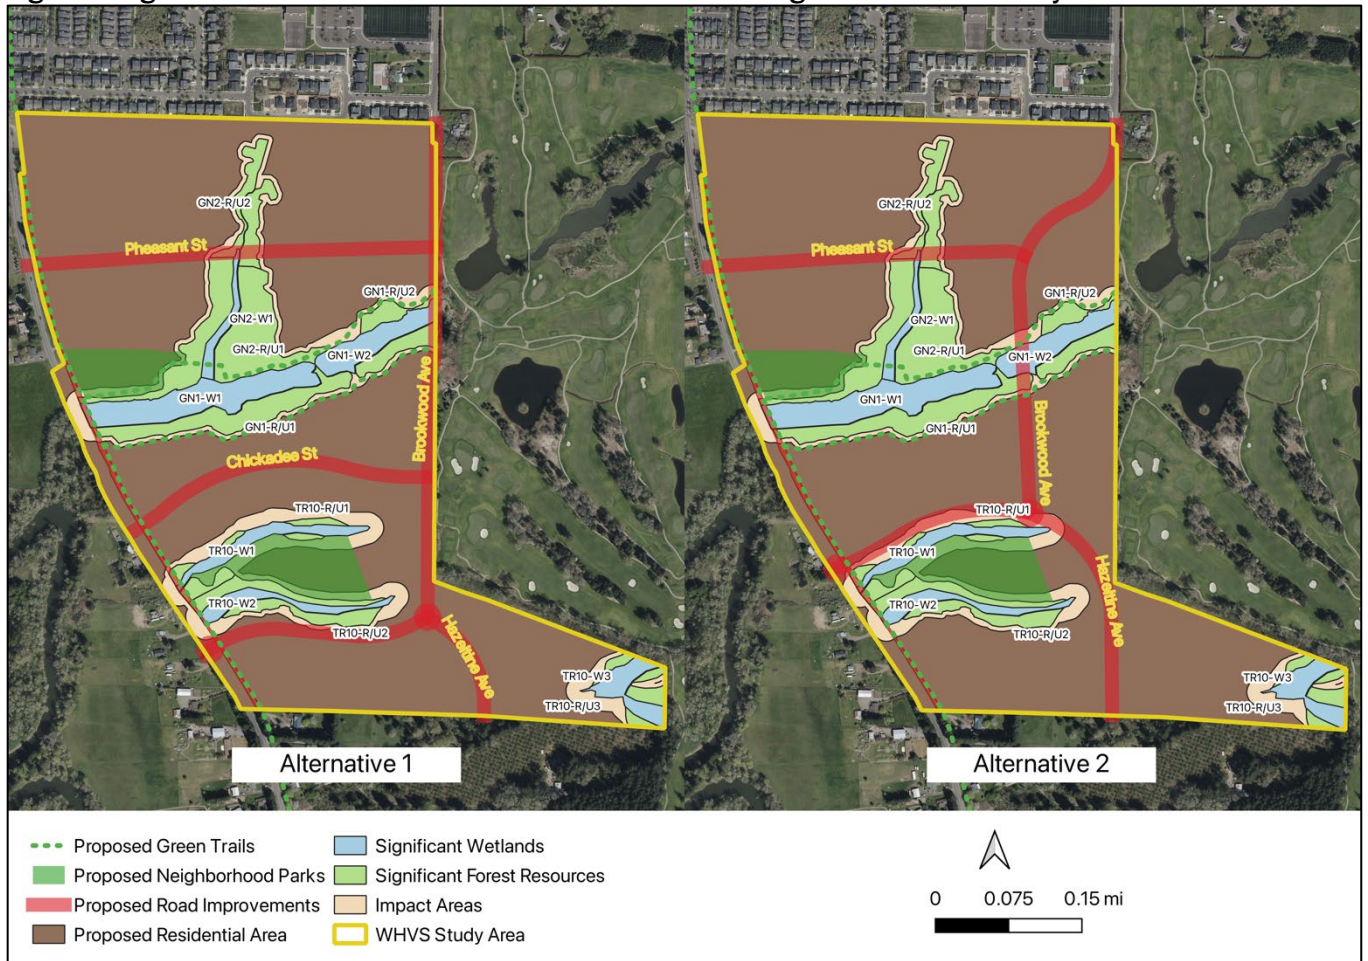 Pheasant St
GN2-R/U2
GN2-W1
GN2-R/U1
GN1-R/U2
GN1-W2
GN1-W1
GN1-R/U1
Brookwood Ave
Chickadee St
TR10-R/U1
TR10-W1
TR10-W2
TR10-R/U2
Hazeltine Ave
TR10-W3
TR10-R/U3
Alternative 1
Pheasant St
GN2-R/U2
GN2-W1
GN2-R/U1
GN1-R/U2
GN1-W2
GN1-W1
GN1-R/U1
Brookwood Ave
TR10-R/U1
TR10-W1
TR10-W2
TR10-R/U2
Hazeltine Ave
TR10-W3
TR10-R/U3
Alternative 2
Proposed Green Trails
Proposed Neighborhood Parks
Proposed Road Improvements
Proposed Residential Area
Significant Wetlands
Significant Forest Resources
Impact Areas
WHVS Study Area
0 0.075 0.15 mi